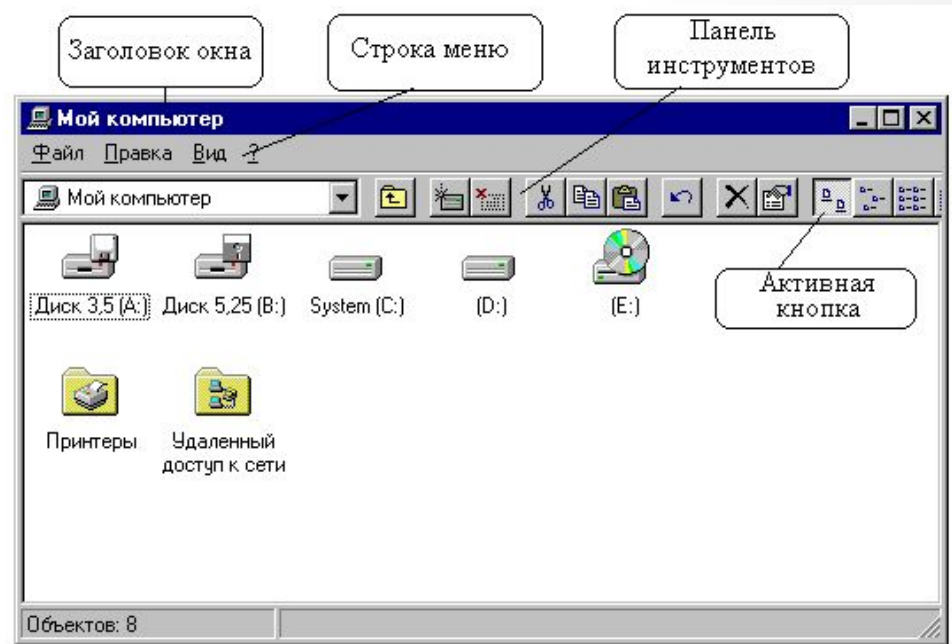 Заголовок окна
Строка меню
Панель
инструментов
Мой компьютер
Файл Правка Вид ?
Мой компьютер
Активная
кнопка
Диск 3,5 (A:) Диск 5,25 (B:) System (C:) (D:) (E:)
Принтеры Удаленный
доступ к сети
Объектов: 8